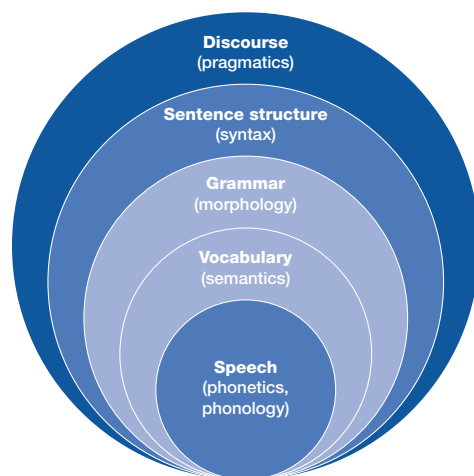 Discourse
(pragmatics)
Sentence structure
(syntax)
Grammar
(morphology)
Vocabulary
(semantics)
Speech
(phonetics,
phonology)